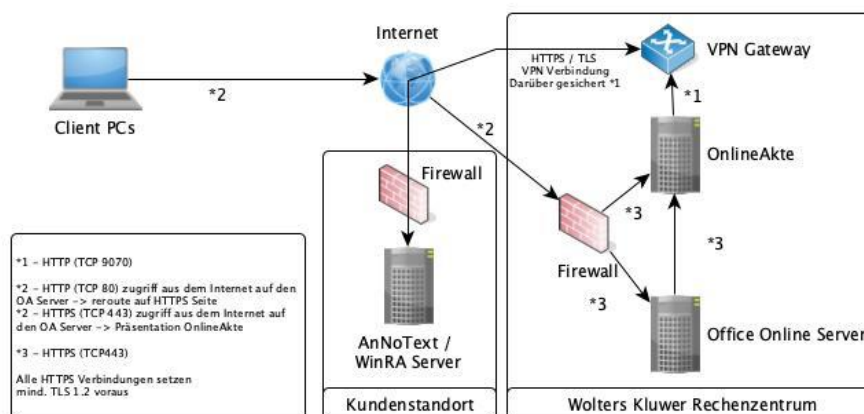 Internet
VPN Gateway
HTTPS / TLS
VPN Verbindung
Darüber gesichert *1
*2
*1
Client PCs
*2
OnlineAkte
Firewall
*3
*3
Firewall
*3
*1 - HTTP (TCP 9070)
*2 - HTTP (TCP 80) zugriff aus dem Internet auf den
OA Server -> reroute auf HTTPS Seite
*2 - HTTPS (TCP 443) zugriff aus dem Internet auf
den OA Server -> Präsentation OnlineAkte
*3 - HTTPS (TCP443)
Alle HTTPS Verbindungen setzen
mind. TLS 1.2 voraus
AnNoText /
WinRA Server
Office Online Server
Kundenstandort
Wolters Kluwer Rechenzentrum